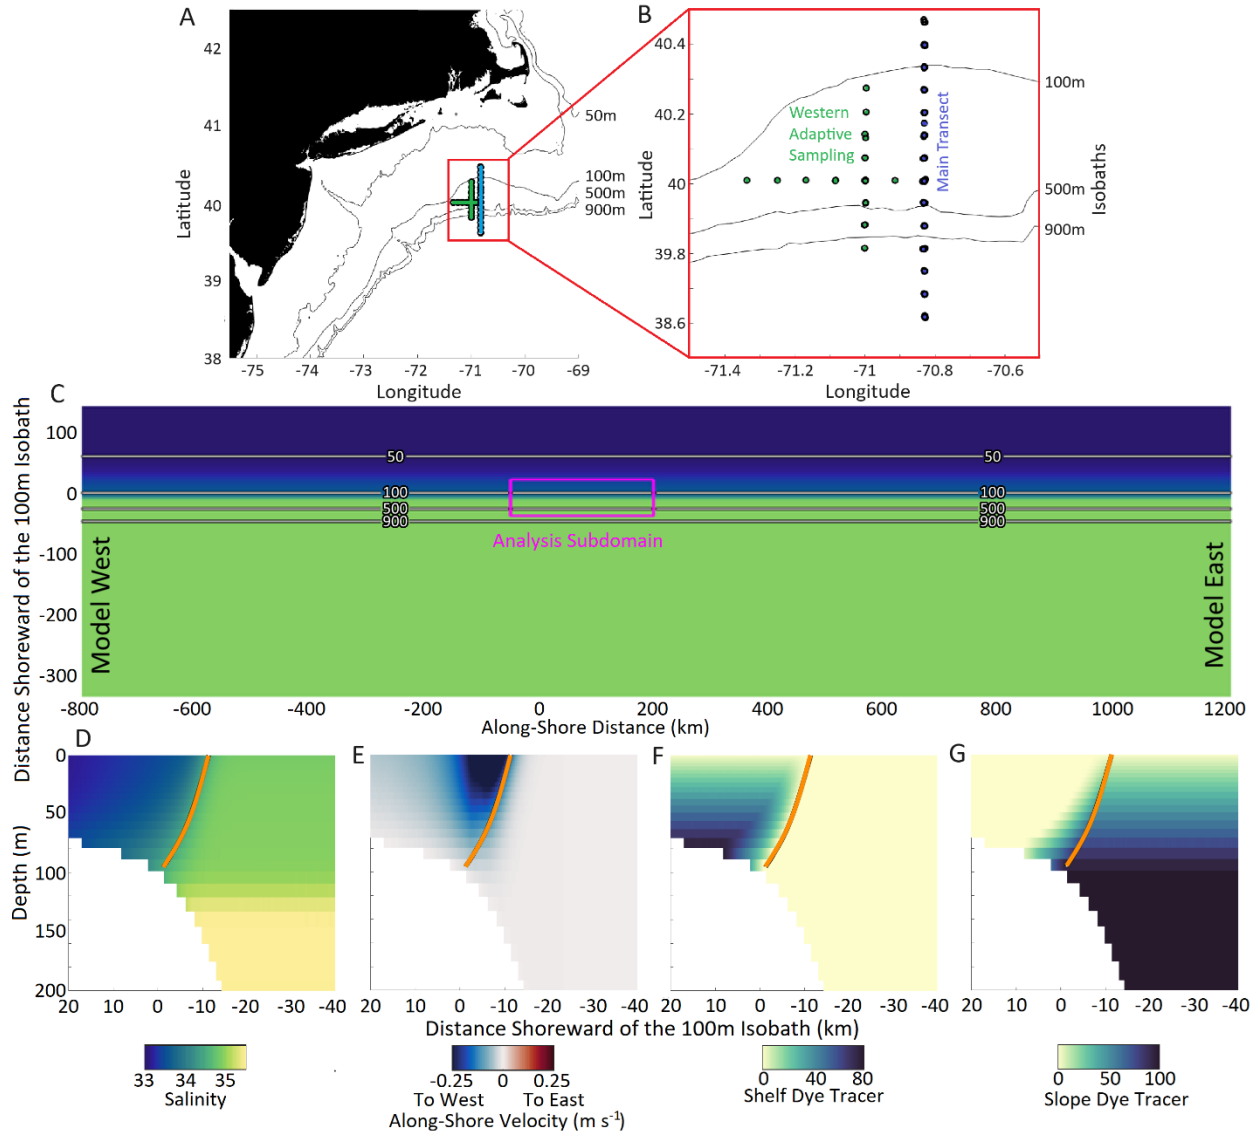 A
B
42
41
40
39
38
Latitude
50m
100m
500m
900m
-75
-74
-73
-72
-71
-70
-69
Longitude
40.4
40.2
40
39.8
38.6
Latitude
Western
Adaptive
Sampling
Main Transect
100m
500m
900m
Isobaths
-71.4
-71.2
-71
-70.8
-70.6
Longitude
C
Distance Shoreward of the 100m Isobath
100
0
-100
-200
-300
50
50
100
100
500
500
900
900
Analysis Subdomain
Model West
Model East
-800
-600
-400
-200
0
200
400
600
800
1000
1200
Along-Shore Distance (km)
D
E
F
G
Depth (m)
0
50
100
150
200
20
10
0
-10
-20
-30
-40
20
10
0
-10
-20
-30
-40
20
10
0
-10
-20
-30
-40
20
10
0
-10
-20
-30
-40
Distance Shoreward of the 100m Isobath (km)
33
34
35
Salinity
-0.25
0
0.25
To West
To East
Along-Shore Velocity (m s⁻¹)
0
40
80
Shelf Dye Tracer
0
50
100
Slope Dye Tracer